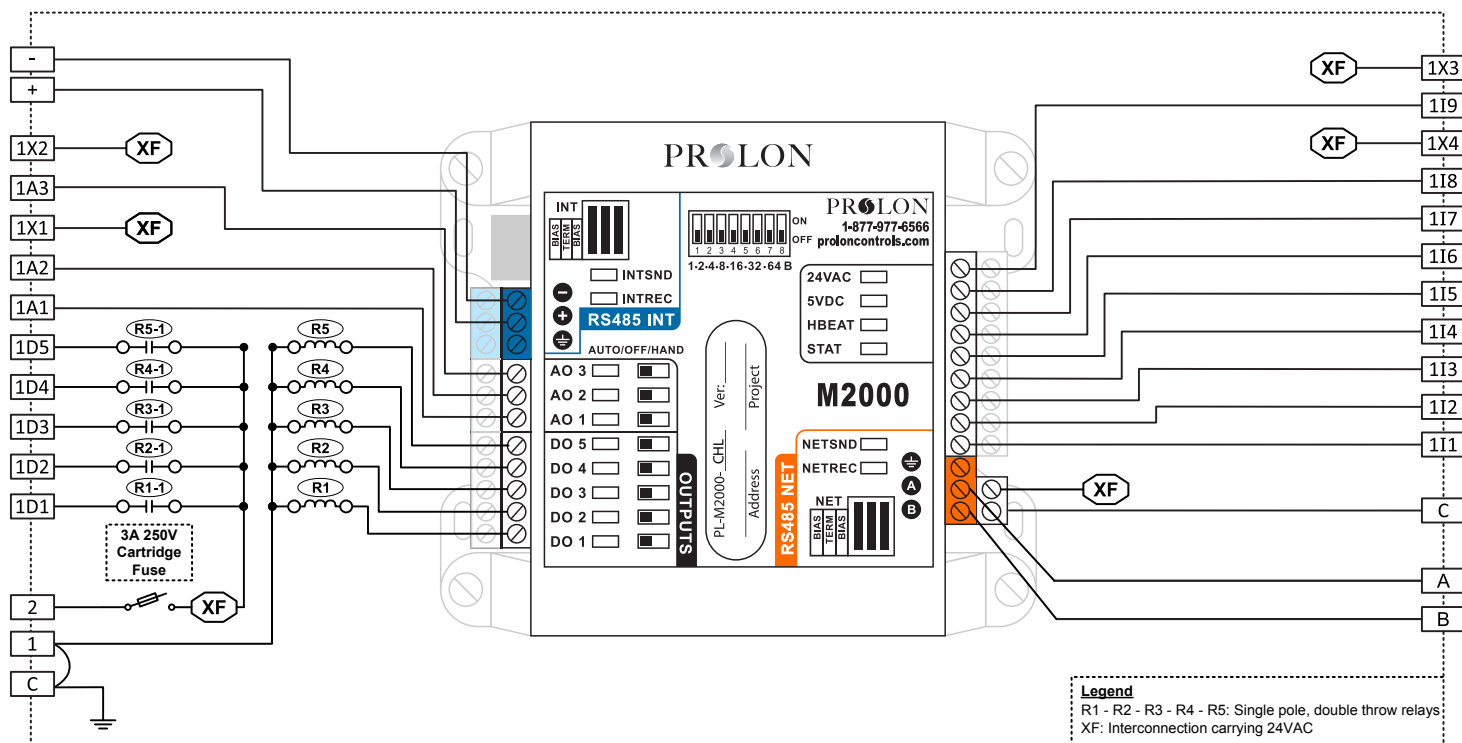 -
+
1X2
XF
1A3
1X1
XF
1A2
1A1
1D5
R5-1
R5
1D4
R4-1
R4
1D3
R3-1
R3
1D2
R2-1
R2
1D1
R1-1
R1
3A 250V
Cartridge
Fuse
2
XF
1
C
PROLON
INT
BIAS
TERM
BIAS
INTSND
INTREC
RS485 INT
AUTO/OFF/HAND
AO 3
AO 2
AO 1
DO 5
DO 4
DO 3
DO 2
DO 1
OUTPUTS
ON
OFF
1 2 3 4 5 6 7 8
1-2-4-8-16-32-64 B
PROLON
1-877-977-6566
proloncontrols.com
24VAC
5VDC
HBEAT
STAT
M2000
PL-M2000-_CHL Ver:
Address Project
NETSND
NETREC
RS485 NET
NET
BIAS
TERM
BIAS
A
B
XF
1X3
1I9
XF
1X4
1I8
1I7
1I6
1I5
1I4
1I3
1I2
1I1
XF
C
A
B
Legend
R1 - R2 - R3 - R4 - R5: Single pole, double throw relays
XF: Interconnection carrying 24VAC